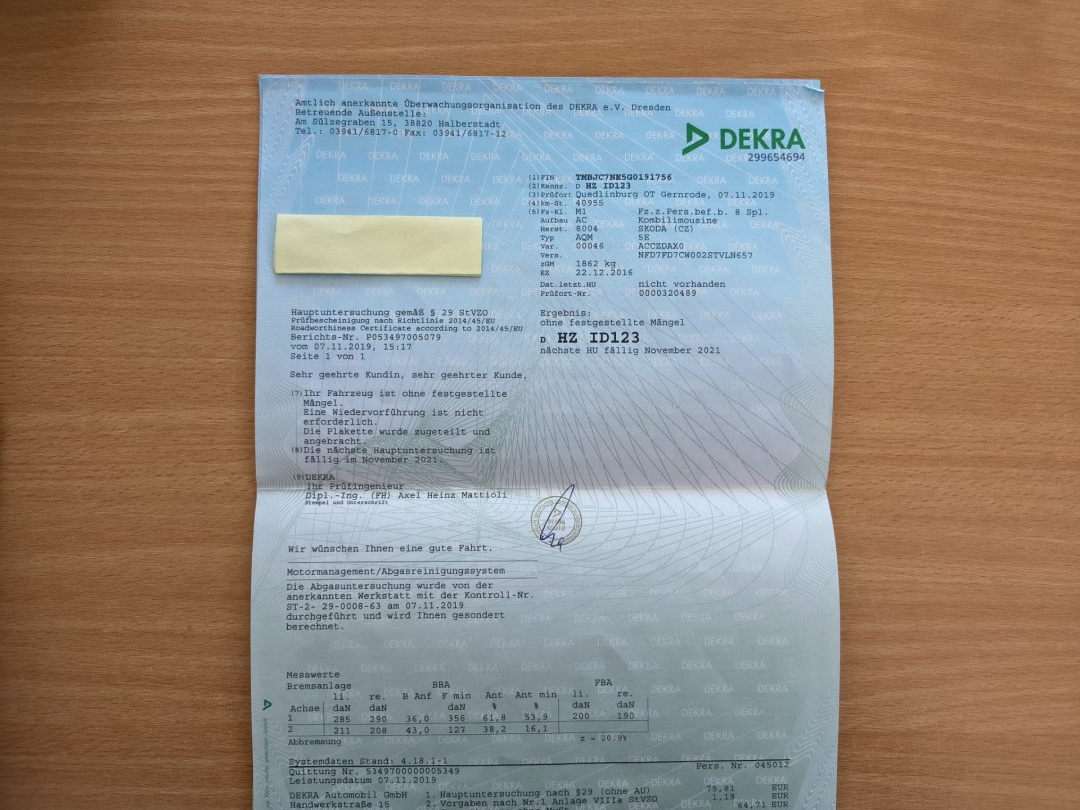 Amtlich anerkannte Überwachungsorganisation des DEKRA e.V. Dresden
Betreuende Außenstelle:
Am Sülzegraben 15, 38820 Halberstadt
Tel.: 03941/6817-0 Fax: 03941/6817-12
DEKRA
299654694
(1) FIN TMBJC7NE5G0191756
(2) Kennz. D HZ ID123
(3) Prüfort Quedlinburg OT Gernrode, 07.11.2019
(4) km-St. 40955
(5) Fz-Kl. M1 Fz.z.Pers.bef.b. 8 Spl.
Aufbau AC Kombilimousine
Herst. 8004 SKODA (CZ)
Typ AQM 5E
Var. 00046 ACCZDAX0
Vers. NFD7FD7CW002STVLN657
zGM 1862 kg
EZ 22.12.2016
Dat.letzt.HU nicht vorhanden
Prüfort-Nr. 0000320489
Hauptuntersuchung gemäß § 29 StVZO
Prüfbescheinigung nach Richtlinie 2014/45/EU
Roadworthiness Certificate according to 2014/45/EU
Berichts-Nr. P053497005079
vom 07.11.2019, 15:17
Seite 1 von 1
Ergebnis:
ohne festgestellte Mängel
D HZ ID123
nächste HU fällig November 2021
Sehr geehrte Kundin, sehr geehrter Kunde,
(7) Ihr Fahrzeug ist ohne festgestellte
Mängel.
Eine Wiedervorführung ist nicht
erforderlich.
Die Plakette wurde zugeteilt und
angebracht.
(8) Die nächste Hauptuntersuchung ist
fällig im November 2021.
(9) DEKRA
Ihr Prüfingenieur
Dipl.-Ing. (FH) Axel Heinz Mattioli
Stempel und Unterschrift
Wir wünschen Ihnen eine gute Fahrt.
Motormanagement/Abgasreinigungssystem
Die Abgasuntersuchung wurde von der
anerkannten Werkstatt mit der Kontroll-Nr.
ST-2- 29-0008-63 am 07.11.2019
durchgeführt und wird Ihnen gesondert
berechnet.
Messwerte
Bremsanlage BBA FBA
li. re. B Anf F min Ant Ant min li. re.
Achse daN daN daN % % daN daN
1 285 290 36,0 356 61,8 53,9 200 190
2 211 208 43,0 127 38,2 16,1
Abbremsung z = 20.9%
Systemdaten Stand: 4.18.1-1 Pers. Nr. 045012
Quittung Nr. 5349700000005349
Leistungsdatum 07.11.2019
DEKRA Automobil GmbH 1. Hauptuntersuchung nach §29 (ohne AU) 75,81 EUR
Handwerkstraße 15 2. Vorgaben nach Nr.1 Anlage VIIIa StVZO 1,19 EUR
64,71 EUR